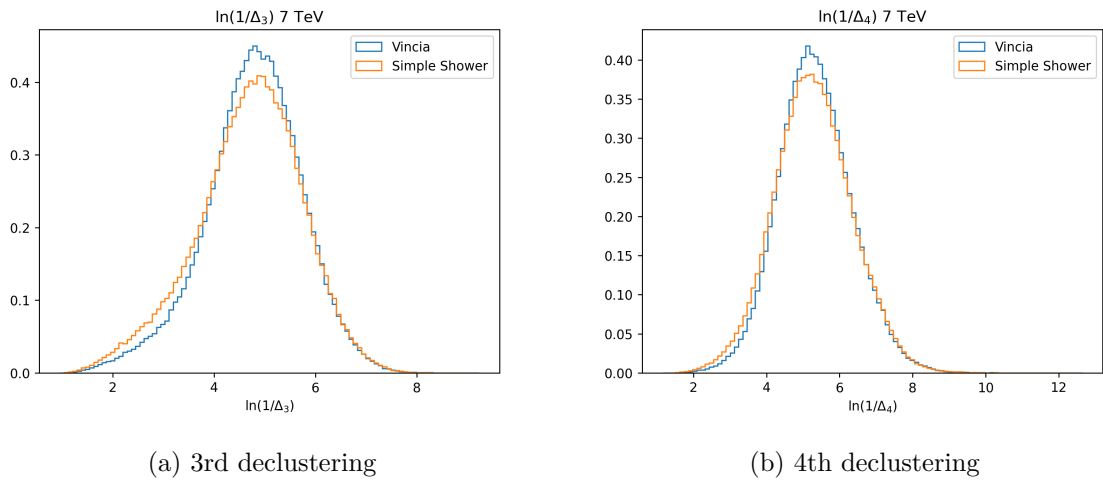 ln(1/Δ₃) 7 TeV
Vincia
Simple Shower
0.4
0.3
0.2
0.1
0.0
2 4 6 8
ln(1/Δ₃)
(a) 3rd declustering
ln(1/Δ₄) 7 TeV
Vincia
Simple Shower
0.40
0.35
0.30
0.25
0.20
0.15
0.10
0.05
0.00
2 4 6 8 10 12
ln(1/Δ₄)
(b) 4th declustering